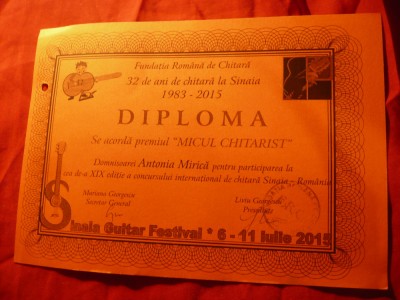 Fundația Română de Chitară
32 de ani de chitară la Sinaia
1983 - 2015
DIPLOMA
Se acordă premiul "MICUL CHITARIST"
Domnișoarei Antonia Mirică pentru participarea la
cea de-a XIX ediție a concursului internațional de chitară Sinaia - România
Mariana Georgescu
Secretar General
Liviu Georgescu
Președinte
Sinaia Guitar Festival * 6 - 11 iulie 2015